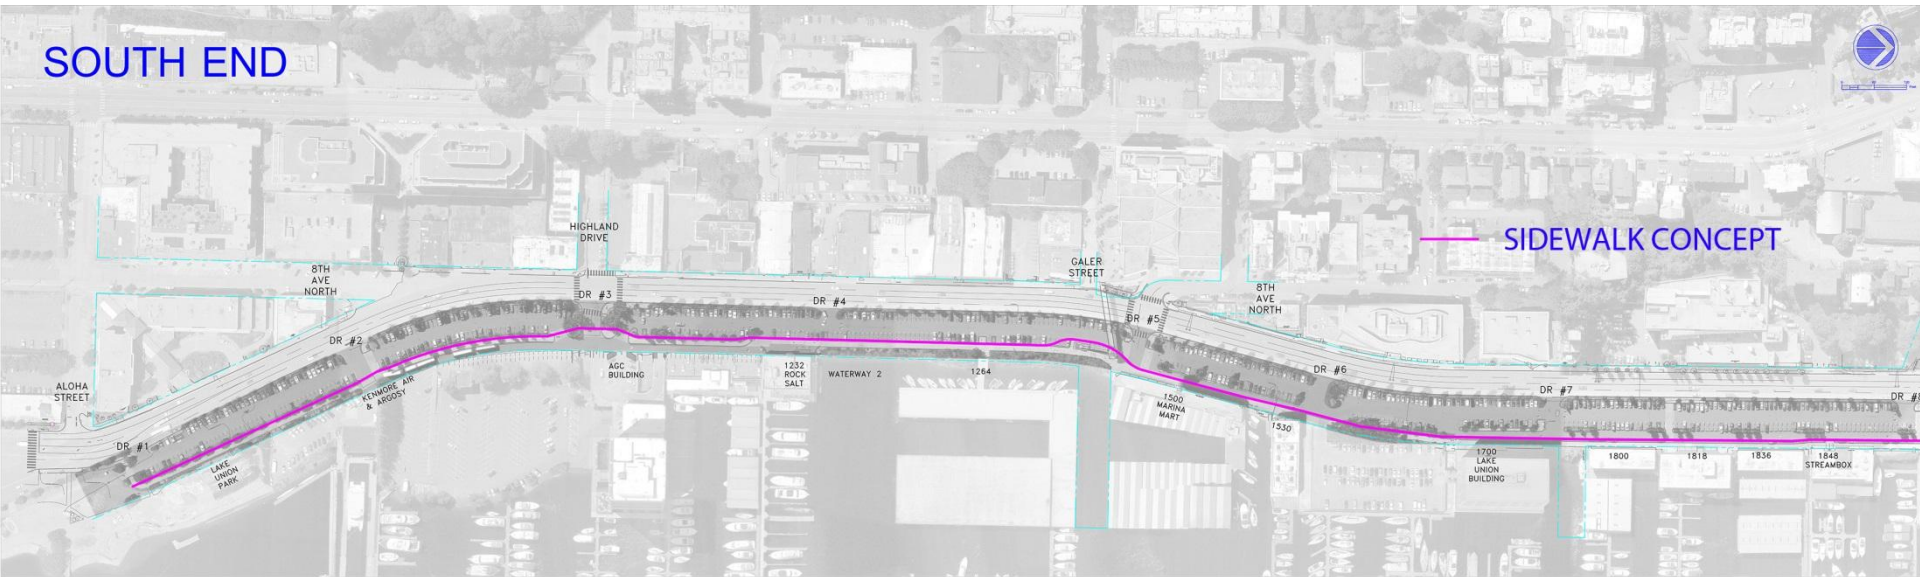 SOUTH END
HIGHLAND
DRIVE
8TH
AVE
NORTH
GALER
STREET
8TH
AVE
NORTH
SIDEWALK CONCEPT
DR #1
DR #2
DR #3
DR #4
DR #5
DR #6
DR #7
DR #8
ALOHA
STREET
LAKE
UNION
PARK
KENMORE AIR
& ARGOSY
AGC
BUILDING
1232
ROCK
SALT
WATERWAY 2
1264
1500
MARINA
MART
1530
1700
LAKE
UNION
BUILDING
1800
1818
1836
1848
STREAMBOX